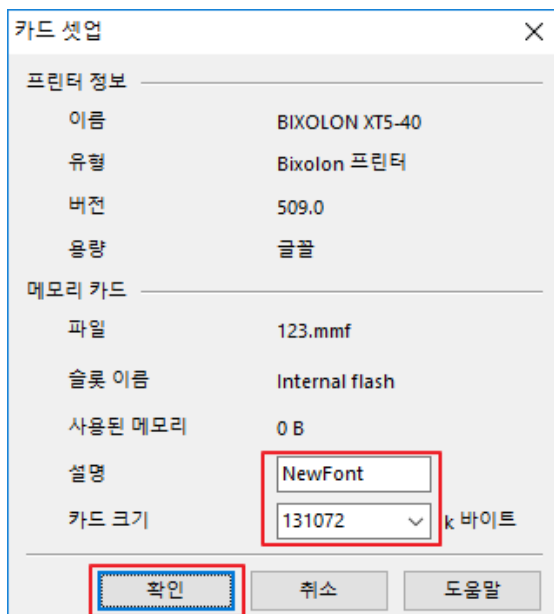 카드 셋업
프린터 정보
이름 BIXOLON XT5-40
유형 Bixolon 프린터
버전 509.0
용량 글꼴
메모리 카드
파일 123.mmf
슬롯 이름 Internal flash
사용된 메모리 0 B
설명 NewFont
카드 크기 131072 k 바이트
확인 취소 도움말